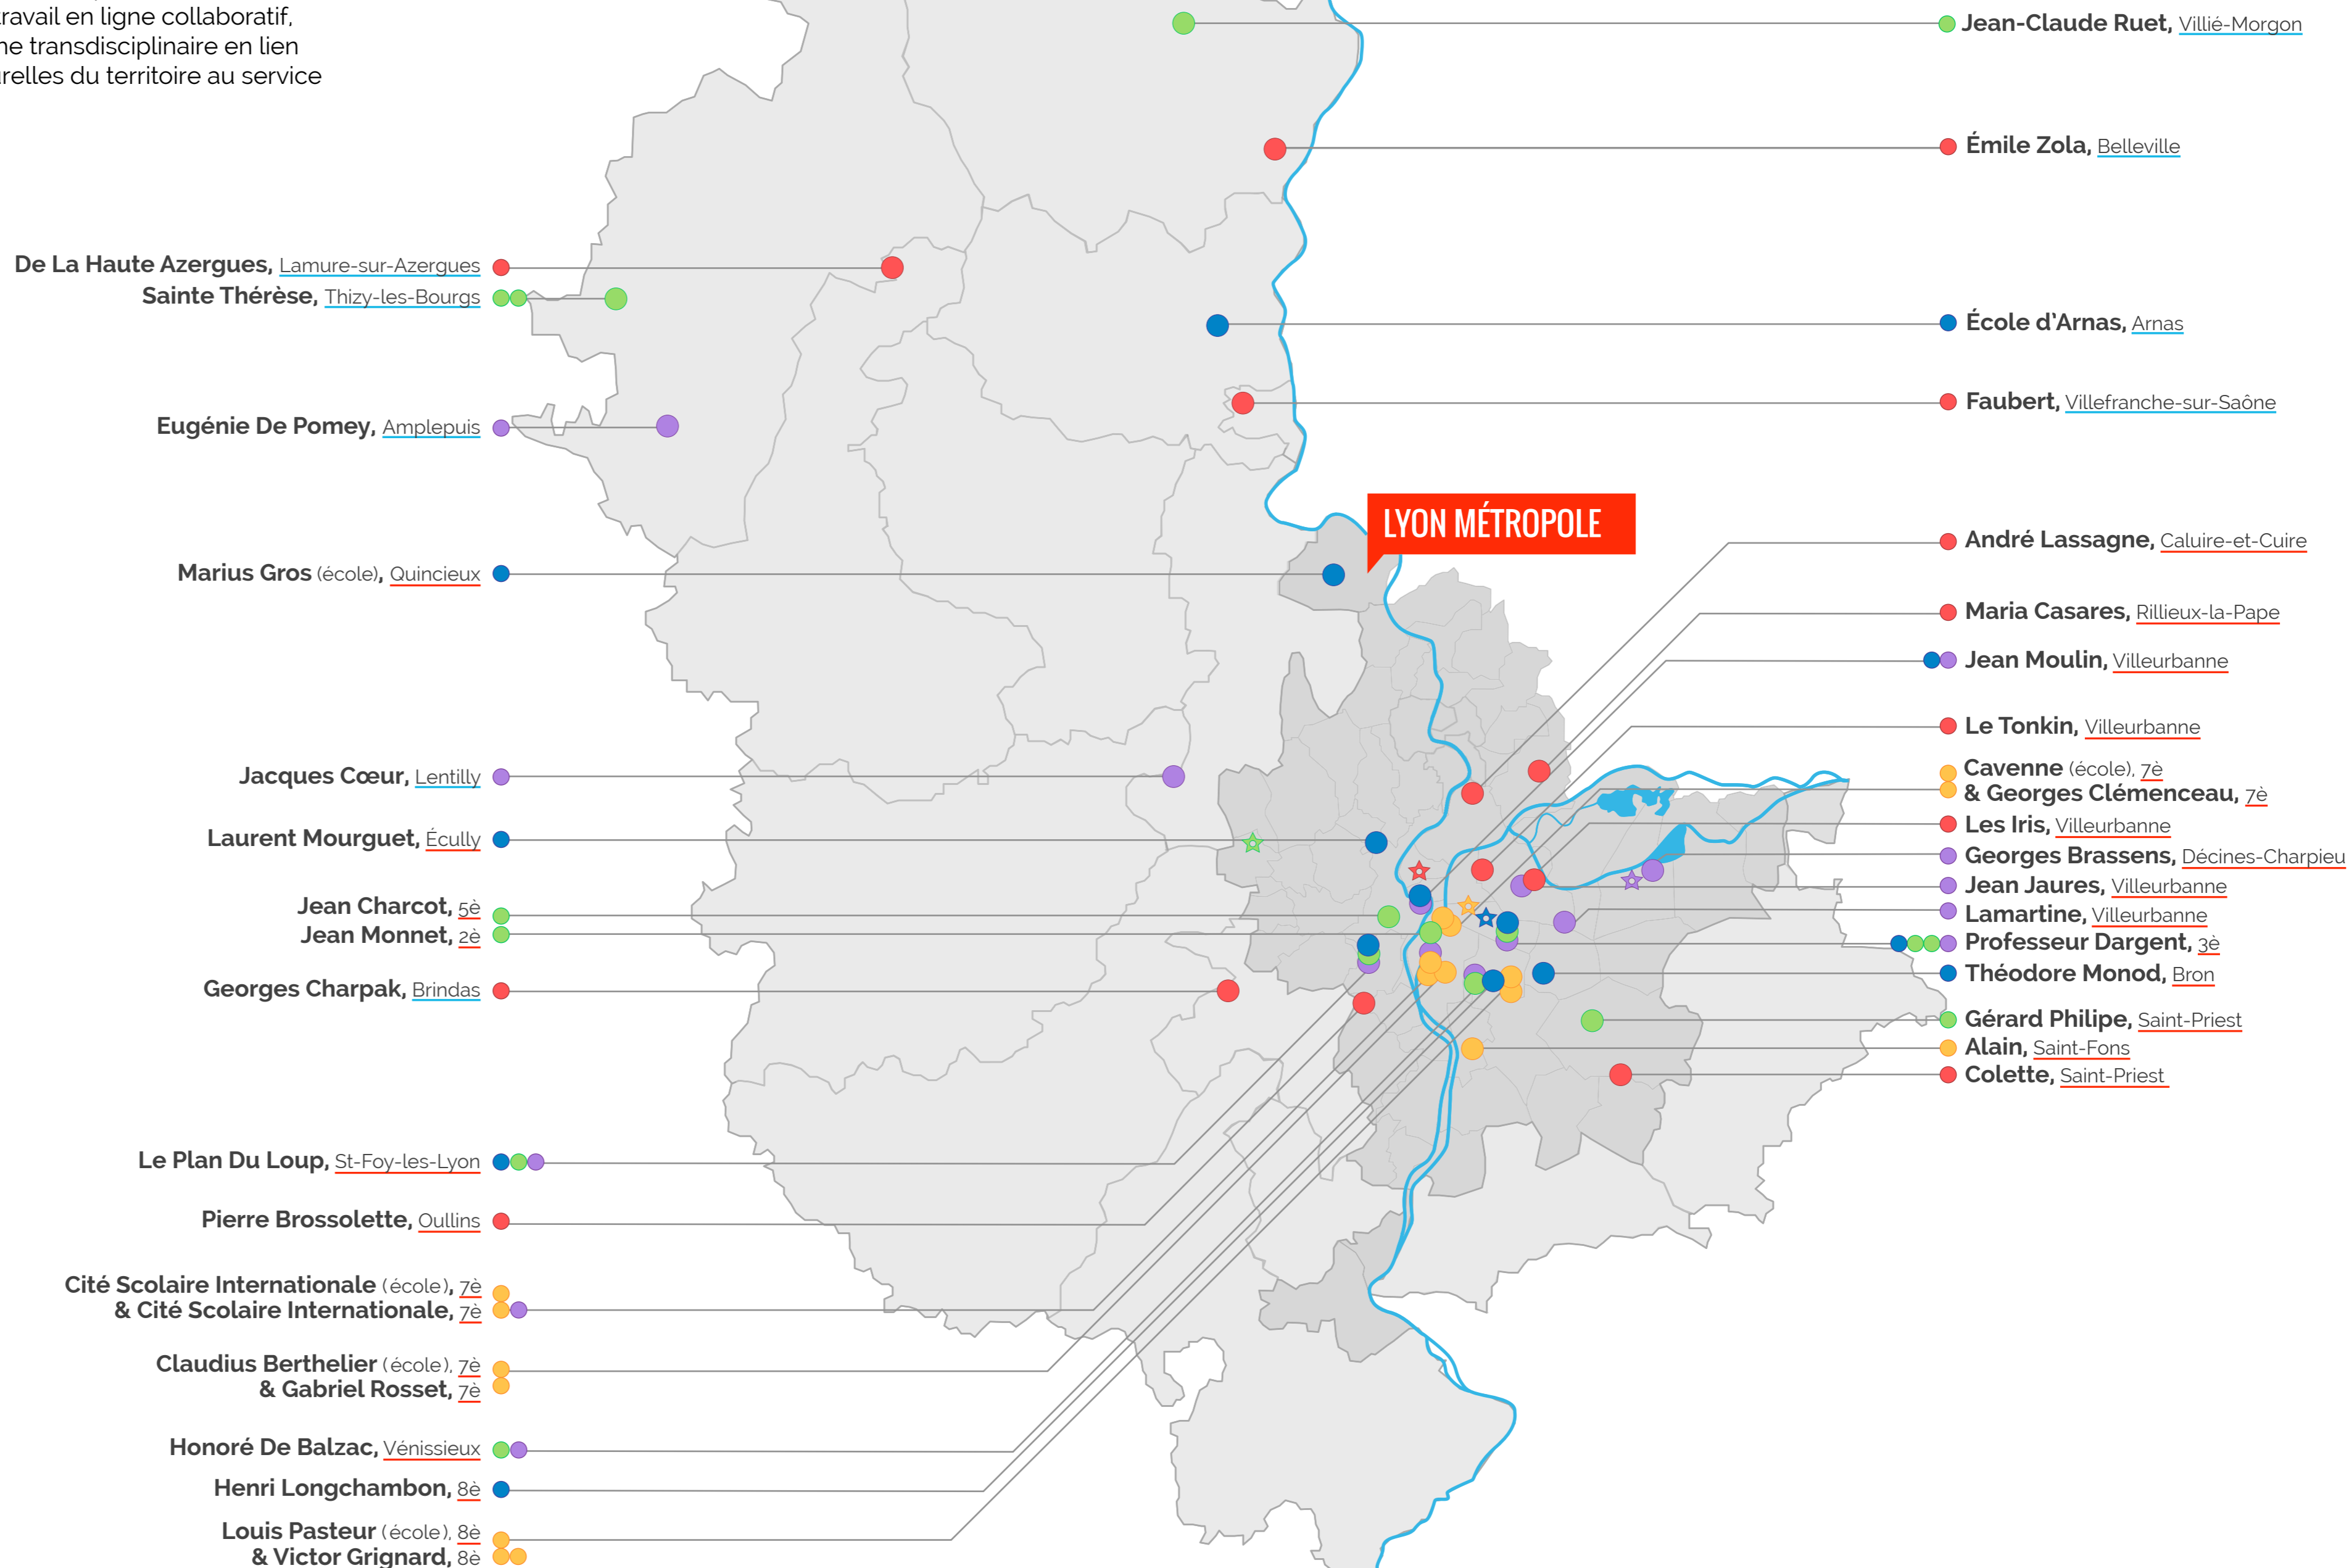 ravail en ligne collaboratif,
ne transdisciplinaire en lien
urelles du territoire au service
Jean-Claude Ruet, Villié-Morgon
Émile Zola, Belleville
De La Haute Azergues, Lamure-sur-Azergues
Sainte Thérèse, Thizy-les-Bourgs
École d'Arnas, Arnas
Faubert, Villefranche-sur-Saône
Eugénie De Pomey, Amplepuis
LYON MÉTROPOLE
André Lassagne, Caluire-et-Cuire
Marius Gros (école), Quincieux
Maria Casares, Rillieux-la-Pape
Jean Moulin, Villeurbanne
Le Tonkin, Villeurbanne
Jacques Cœur, Lentilly
Cavenne (école), 7è
& Georges Clémenceau, 7è
Les Iris, Villeurbanne
Laurent Mourguet, Écully
Georges Brassens, Décines-Charpieu
Jean Jaures, Villeurbanne
Jean Charcot, 5è
Lamartine, Villeurbanne
Jean Monnet, 2è
Professeur Dargent, 3è
Théodore Monod, Bron
Georges Charpak, Brindas
Gérard Philipe, Saint-Priest
Alain, Saint-Fons
Colette, Saint-Priest
Le Plan Du Loup, St-Foy-les-Lyon
Pierre Brossolette, Oullins
Cité Scolaire Internationale (école), 7è
& Cité Scolaire Internationale, 7è
Claudius Berthelier (école), 7è
& Gabriel Rosset, 7è
Honoré De Balzac, Vénissieux
Henri Longchambon, 8è
Louis Pasteur (école), 8è
& Victor Grignard, 8è